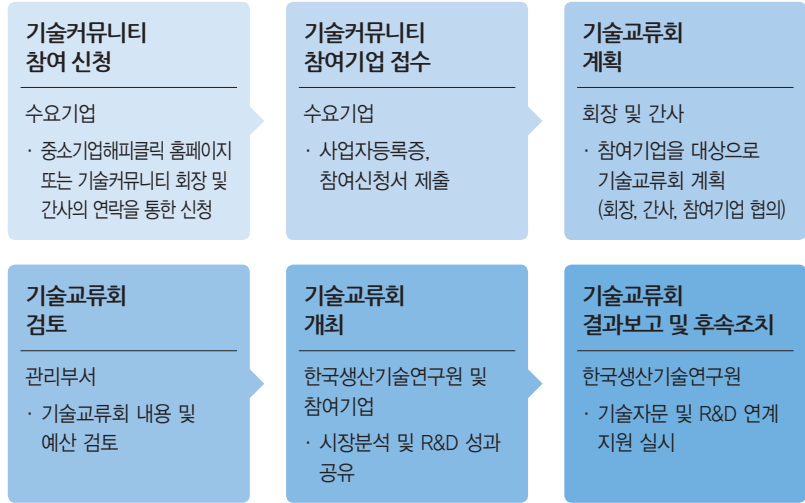 기술커뮤니티
참여 신청
수요기업
· 중소기업해피클릭 홈페이지
또는 기술커뮤니티 회장 및
간사의 연락을 통한 신청
기술커뮤니티
참여기업 접수
수요기업
· 사업자등록증,
참여신청서 제출
기술교류회
계획
회장 및 간사
· 참여기업을 대상으로
기술교류회 계획
(회장, 간사, 참여기업 협의)
기술교류회
검토
관리부서
· 기술교류회 내용 및
예산 검토
기술교류회
개최
한국생산기술연구원 및
참여기업
· 시장분석 및 R&D 성과
공유
기술교류회
결과보고 및 후속조치
한국생산기술연구원
· 기술자문 및 R&D 연계
지원 실시